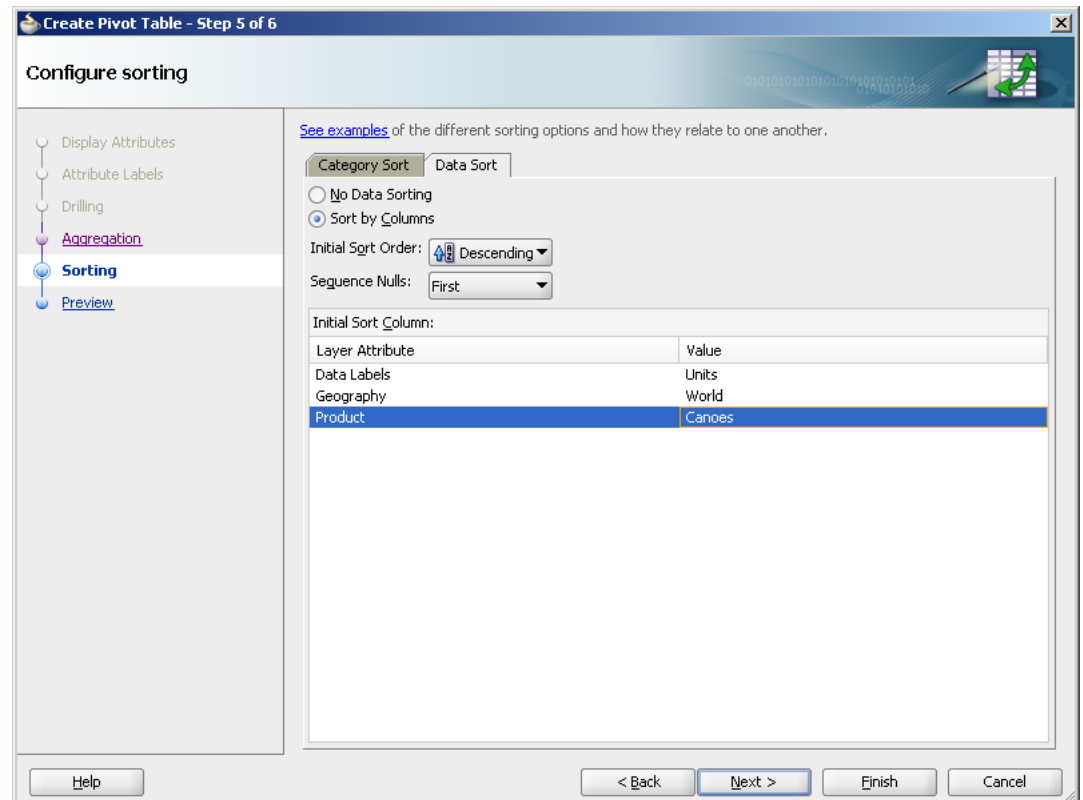 Create Pivot Table - Step 5 of 6
Configure sorting
See examples of the different sorting options and how they relate to one another.
Display Attributes
Attribute Labels
Drilling
Aggregation
Sorting
Preview
Category Sort
Data Sort
No Data Sorting
Sort by Columns
Initial Sort Order: Descending
Sequence Nulls: First
Initial Sort Column:
Layer Attribute Value
Data Labels Units
Geography World
Product Canoes
Help
< Back
Next >
Finish
Cancel